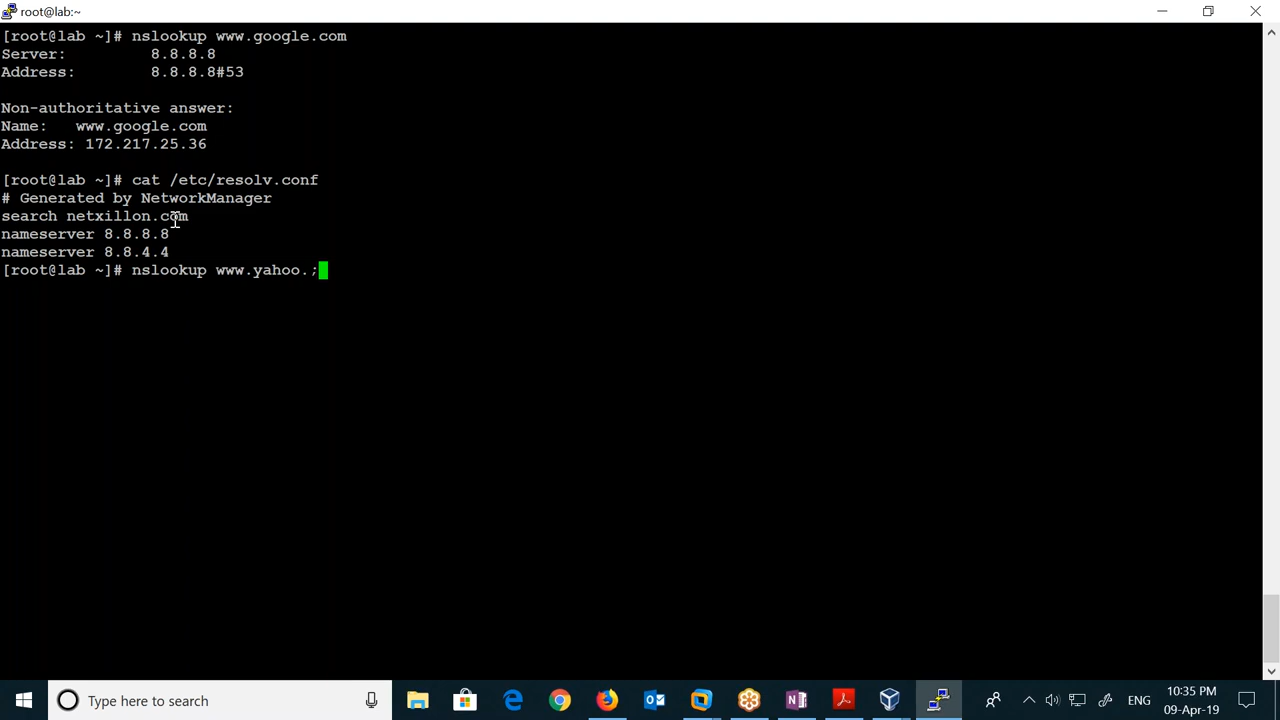 root@lab:~
[root@lab ~]# nslookup www.google.com
Server:         8.8.8.8
Address:        8.8.8.8#53
Non-authoritative answer:
Name:   www.google.com
Address: 172.217.25.36
[root@lab ~]# cat /etc/resolv.conf
# Generated by NetworkManager
search netxillon.com
nameserver 8.8.8.8
nameserver 8.8.4.4
[root@lab ~]# nslookup www.yahoo.;
Type here to search
ENG
10:35 PM
09-Apr-19